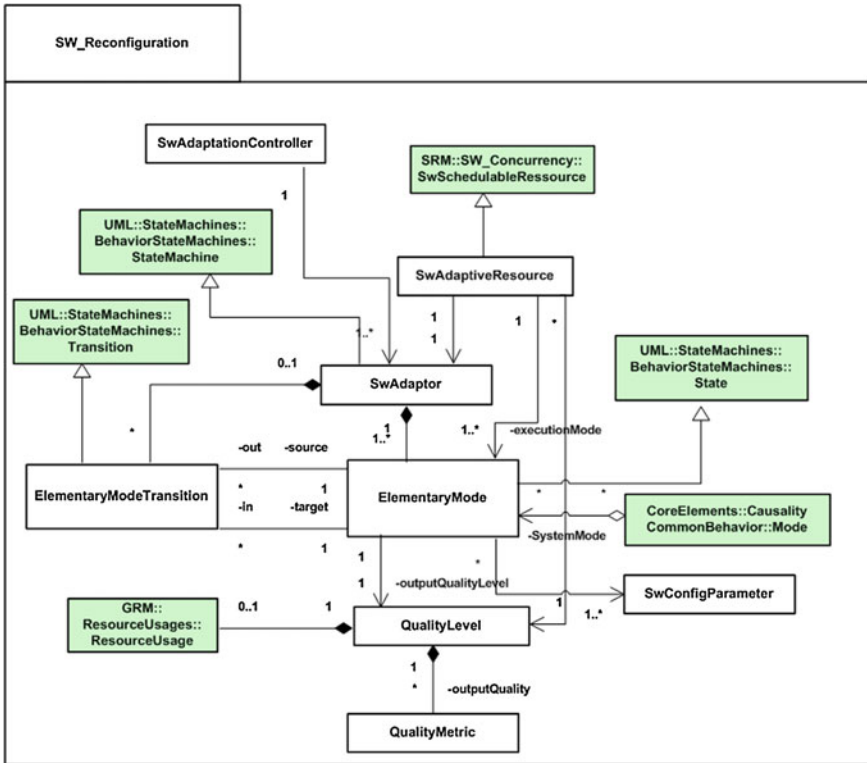 SW_Reconfiguration
SwAdaptationController
SRM::SW_Concurrency::
SwSchedulableRessource
1
UML::StateMachines::
BehaviorStateMachines::
StateMachine
SwAdaptiveResource
UML::StateMachines::
BehaviorStateMachines::
Transition
1
1
*
1..*
1
UML::StateMachines::
BehaviorStateMachines::
State
0..1
SwAdaptor
*
1
1..*
1..*
-executionMode
-out
-source
ElementaryModeTransition
ElementaryMode
*
1
*
*
-in
-target
CoreElements::Causality
CommonBehavior::Mode
-SystemMode
*
1
1
*
1
-outputQualityLevel
SwConfigParameter
GRM::
ResourceUsages::
ResourceUsage
0..1
1
QualityLevel
1
1..*
1
*
-outputQuality
QualityMetric